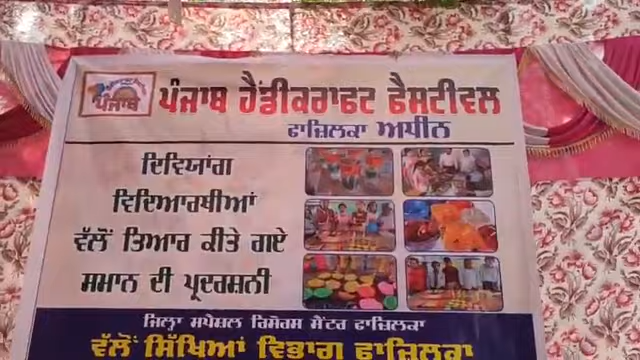 ਪੰਜਾਬ
ਪੰਜਾਬ ਹੈਂਡੀਕਰਾਫਟ ਫੈਸਟੀਵਲ
ਫਾਜ਼ਿਲਕਾ ਅਧੀਨ
ਦਿਵਿਯਾਂਗ
ਵਿਦਿਆਰਥੀਆਂ
ਵੱਲੋਂ ਤਿਆਰ ਕੀਤੇ ਗਏ
ਸਮਾਨ ਦੀ ਪ੍ਰਦਰਸ਼ਨੀ
ਜਿਲ੍ਹਾ ਸਪੈਸ਼ਲ ਰਿਸੋਰਸ ਸੈਂਟਰ ਫਾਜ਼ਿਲਕਾ
ਵੱਲੋਂ ਸਿੱਖਿਆ ਵਿਭਾਗ ਫਾਜ਼ਿਲਕਾ